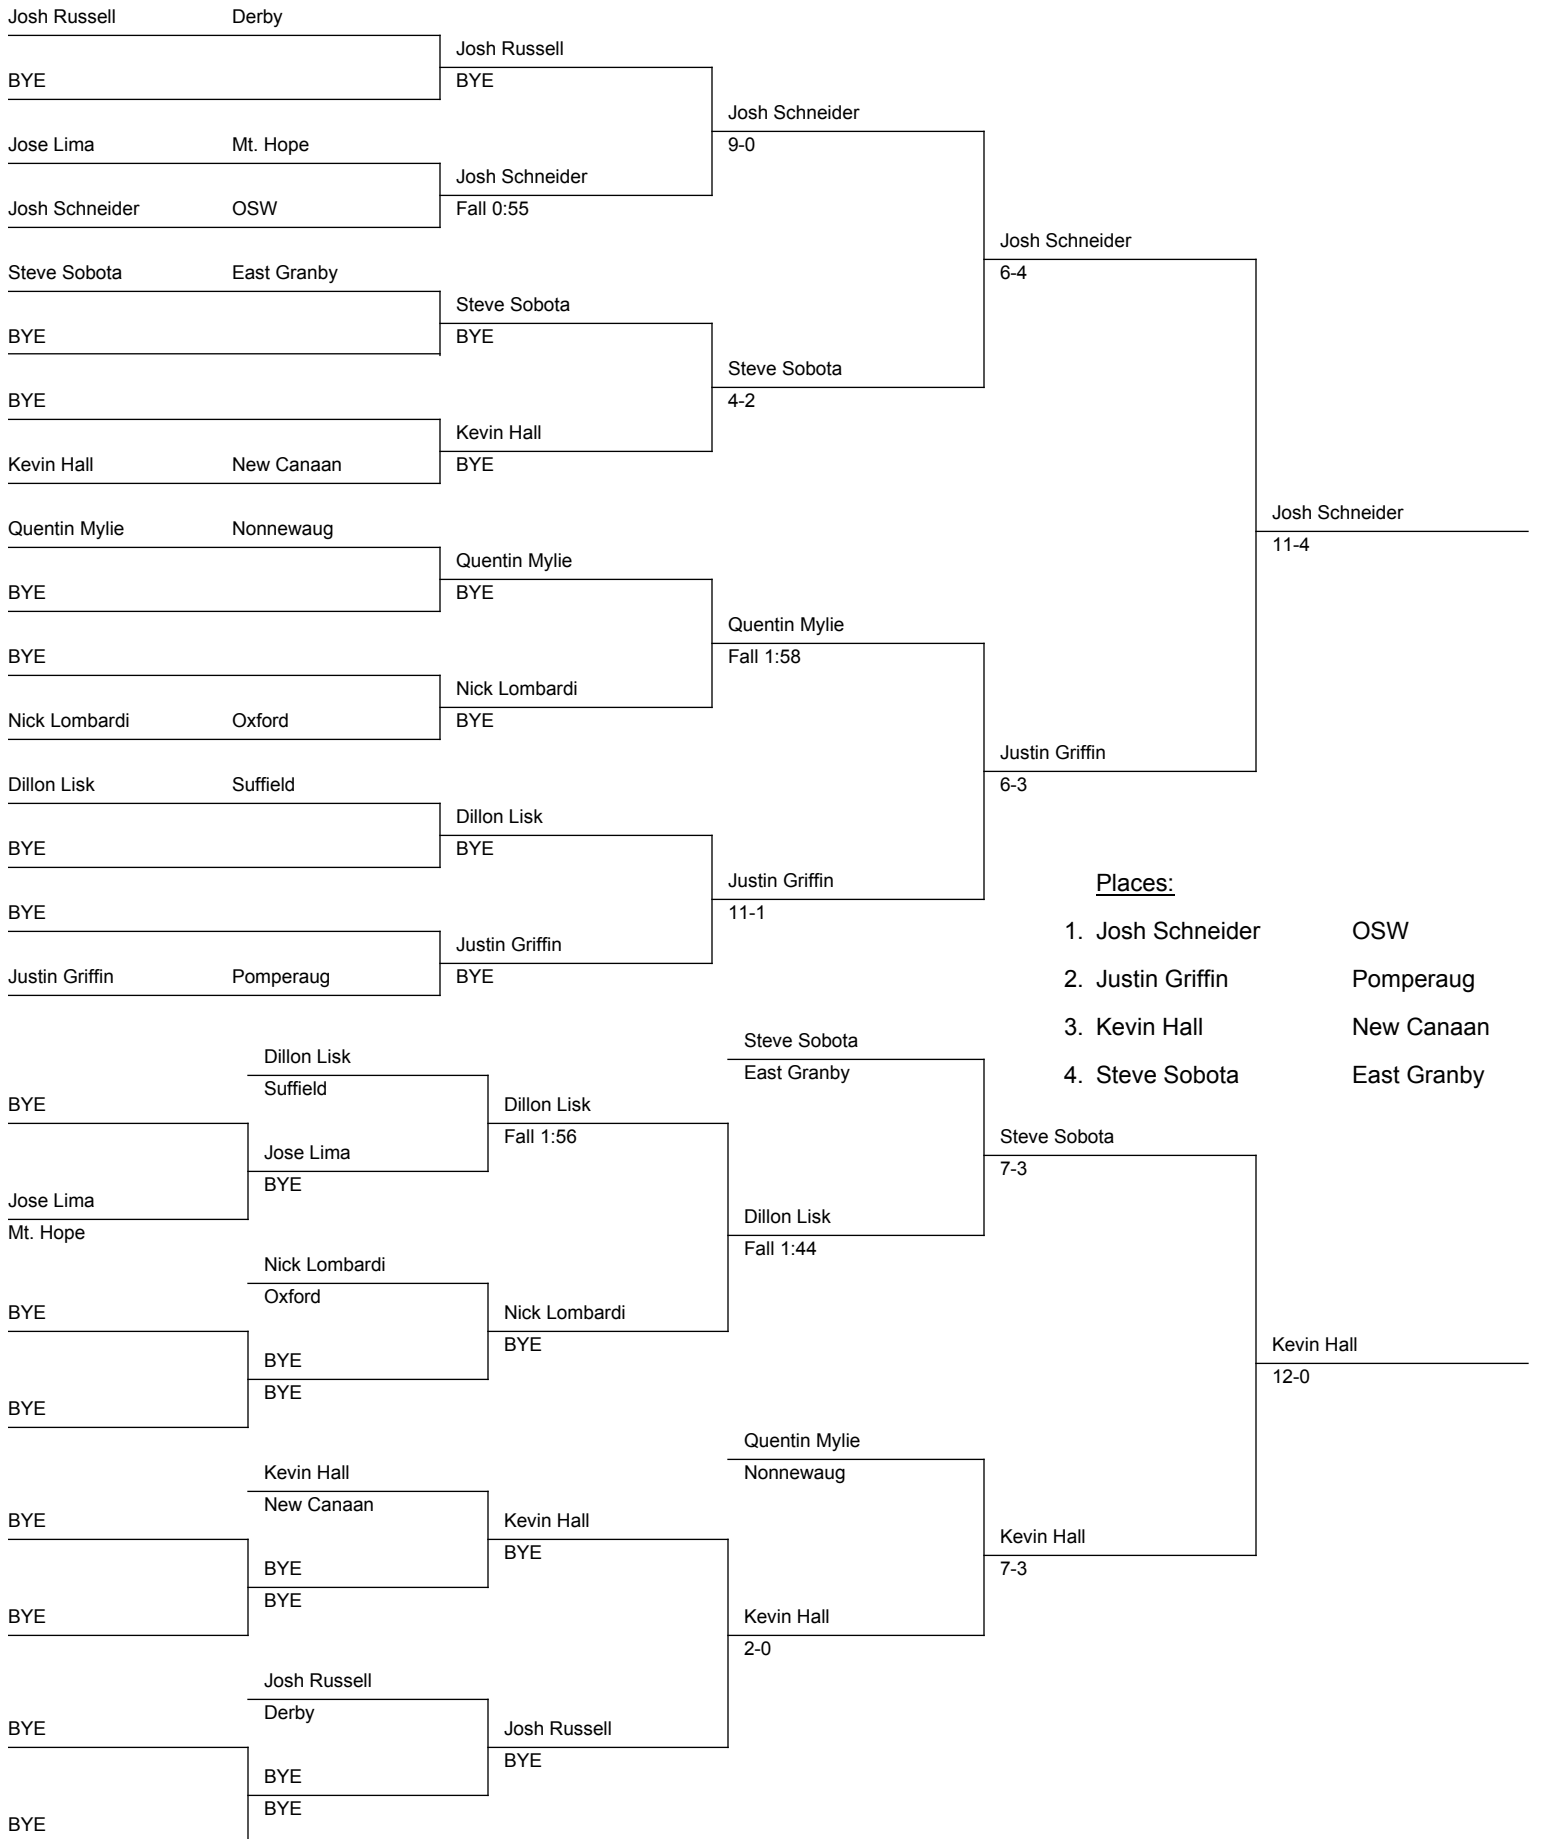 Josh Russell Derby
Josh Russell
BYE
BYE
Josh Schneider
9-0
Jose Lima Mt. Hope
Josh Schneider
Fall 0:55
Josh Schneider OSW
Josh Schneider
6-4
Steve Sobota East Granby
Steve Sobota
BYE
BYE
Steve Sobota
4-2
BYE
Kevin Hall
BYE
Kevin Hall New Canaan
Josh Schneider
11-4
Quentin Mylie Nonnewaug
Quentin Mylie
BYE
BYE
Quentin Mylie
Fall 1:58
BYE
Nick Lombardi
BYE
Nick Lombardi Oxford
Justin Griffin
6-3
Dillon Lisk Suffield
Dillon Lisk
BYE
BYE
Justin Griffin
11-1
BYE
Justin Griffin
BYE
Justin Griffin Pomperaug
Places:
1. Josh Schneider OSW
2. Justin Griffin Pomperaug
3. Kevin Hall New Canaan
4. Steve Sobota East Granby
Steve Sobota
East Granby
Dillon Lisk
Suffield
BYE
Dillon Lisk
Fall 1:56
Steve Sobota
7-3
Jose Lima
BYE
Jose Lima
Mt. Hope
Dillon Lisk
Fall 1:44
Nick Lombardi
Oxford
BYE
Nick Lombardi
BYE
BYE
BYE
BYE
Kevin Hall
12-0
Quentin Mylie
Nonnewaug
Kevin Hall
New Canaan
BYE
Kevin Hall
BYE
Kevin Hall
7-3
BYE
BYE
BYE
Kevin Hall
2-0
Josh Russell
Derby
BYE
Josh Russell
BYE
BYE
BYE
BYE